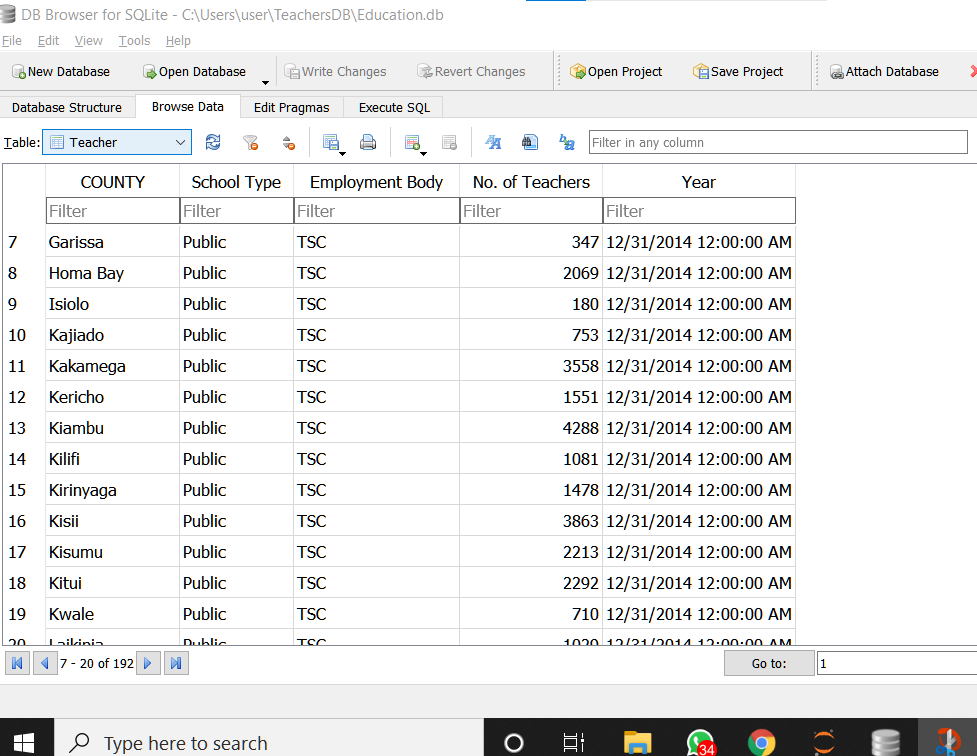 DB Browser for SQLite - C:\Users\user\TeachersDB\Education.db
File Edit View Tools Help
New Database Open Database Write Changes Revert Changes Open Project Save Project Attach Database
Database Structure Browse Data Edit Pragmas Execute SQL
Table: Teacher Filter in any column
COUNTY School Type Employment Body No. of Teachers Year
Filter Filter Filter Filter Filter
7 Garissa Public TSC 347 12/31/2014 12:00:00 AM
8 Homa Bay Public TSC 2069 12/31/2014 12:00:00 AM
9 Isiolo Public TSC 180 12/31/2014 12:00:00 AM
10 Kajiado Public TSC 753 12/31/2014 12:00:00 AM
11 Kakamega Public TSC 3558 12/31/2014 12:00:00 AM
12 Kericho Public TSC 1551 12/31/2014 12:00:00 AM
13 Kiambu Public TSC 4288 12/31/2014 12:00:00 AM
14 Kilifi Public TSC 1081 12/31/2014 12:00:00 AM
15 Kirinyaga Public TSC 1478 12/31/2014 12:00:00 AM
16 Kisii Public TSC 3863 12/31/2014 12:00:00 AM
17 Kisumu Public TSC 2213 12/31/2014 12:00:00 AM
18 Kitui Public TSC 2292 12/31/2014 12:00:00 AM
19 Kwale Public TSC 710 12/31/2014 12:00:00 AM
20 Laikipia Public TSC 12/31/2014 12:00:00 AM
7 - 20 of 192 Go to: 1
Type here to search 34